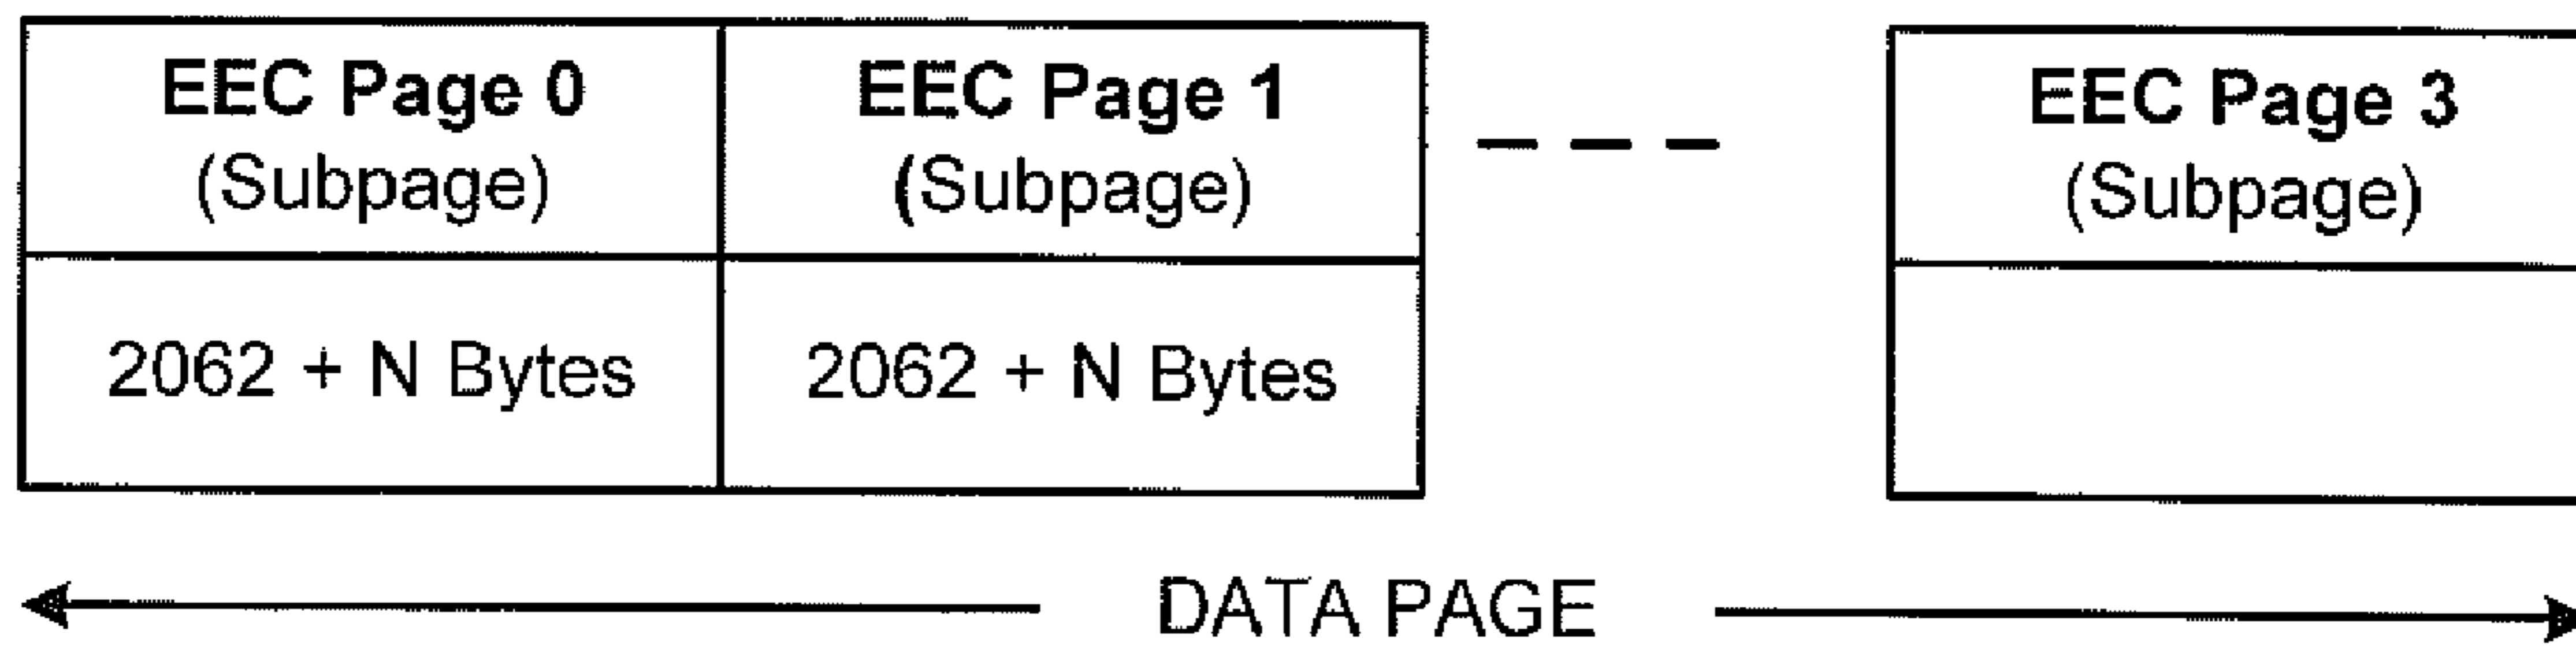 EEC Page 0
(Subpage)
EEC Page 1
(Subpage)
EEC Page 3
(Subpage)
2062 + N Bytes
2062 + N Bytes
DATA PAGE